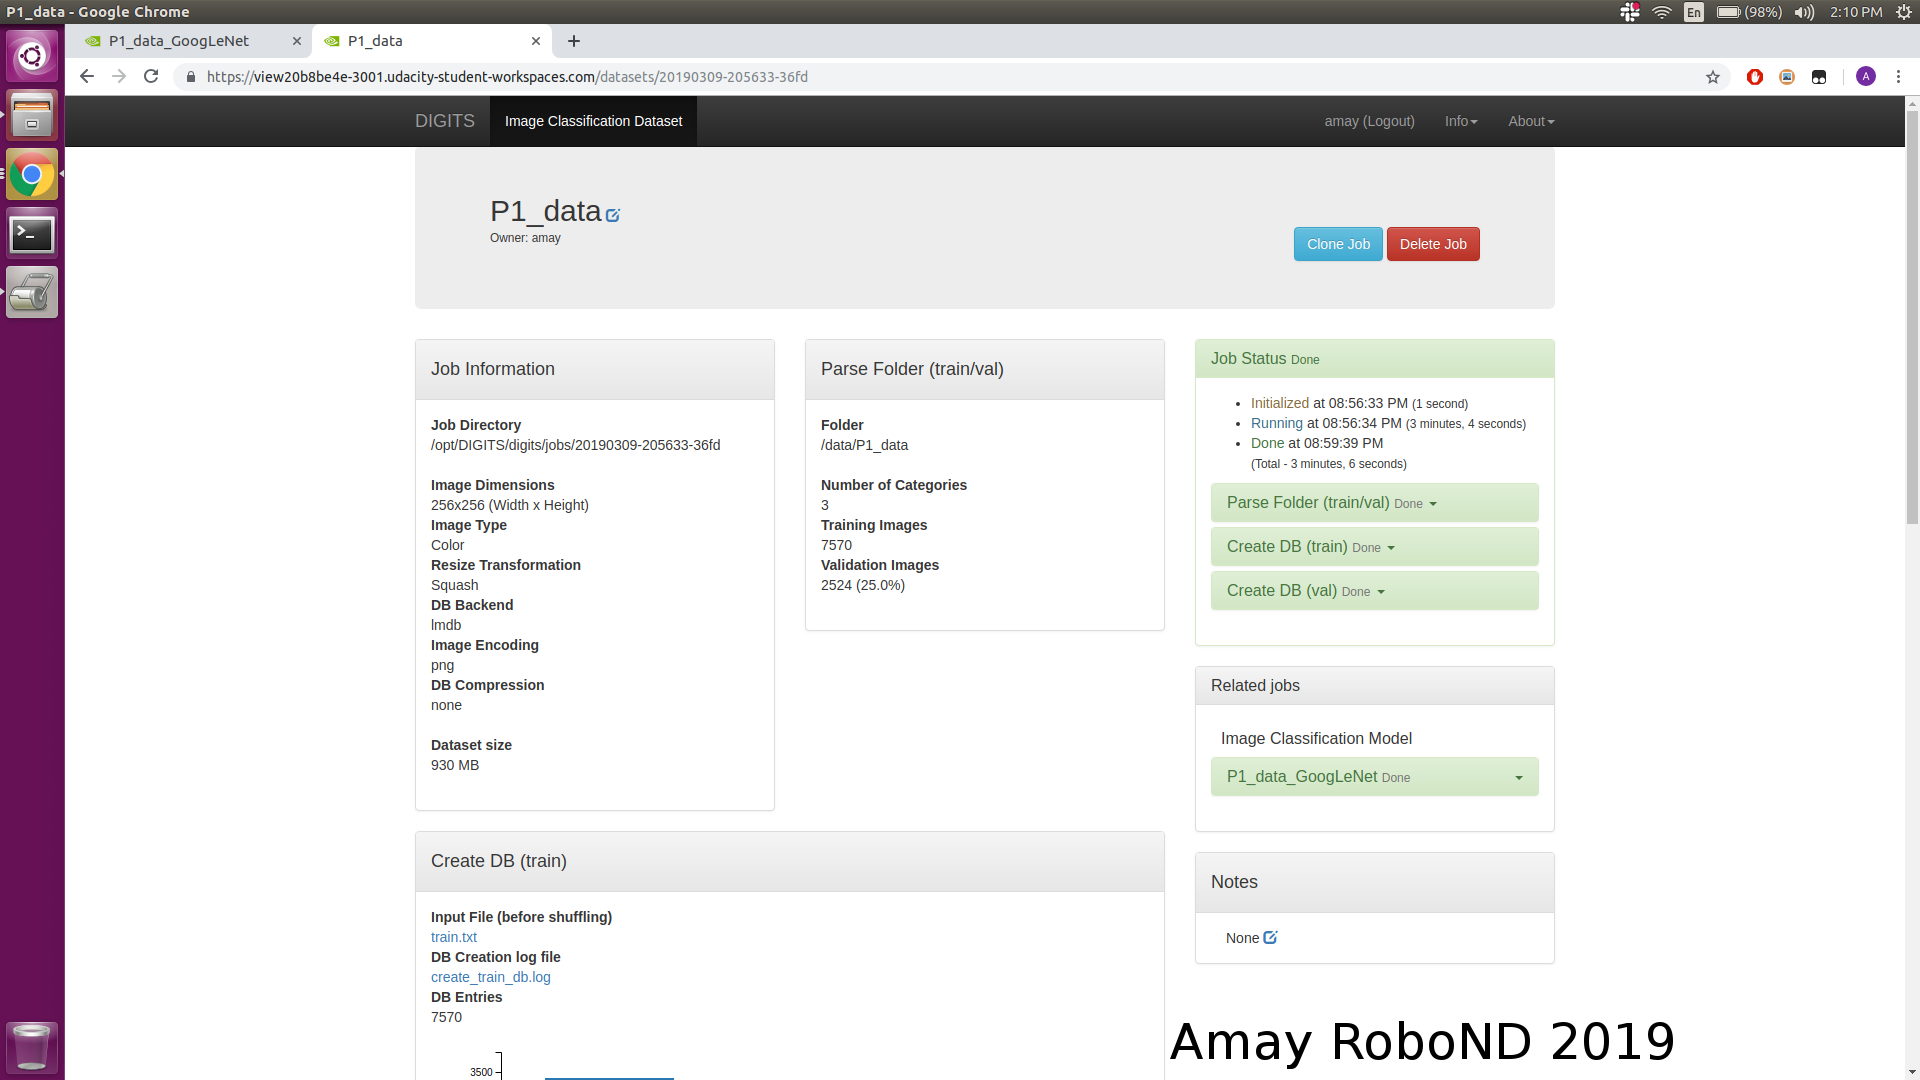 P1_data - Google Chrome
En
(98%)
2:10 PM
P1_data_GoogLeNet
P1_data
https://view20b8be4e-3001.udacity-student-workspaces.com/datasets/20190309-205633-36fd
A
DIGITS
Image Classification Dataset
amay (Logout)
Info
About
P1_data
Owner: amay
Clone Job
Delete Job
Job Information
Job Directory
/opt/DIGITS/digits/jobs/20190309-205633-36fd
Image Dimensions
256x256 (Width x Height)
Image Type
Color
Resize Transformation
Squash
DB Backend
lmdb
Image Encoding
png
DB Compression
none
Dataset size
930 MB
Parse Folder (train/val)
Folder
/data/P1_data
Number of Categories
3
Training Images
7570
Validation Images
2524 (25.0%)
Job Status Done
Initialized at 08:56:33 PM (1 second)
Running at 08:56:34 PM (3 minutes, 4 seconds)
Done at 08:59:39 PM
(Total - 3 minutes, 6 seconds)
Parse Folder (train/val) Done
Create DB (train) Done
Create DB (val) Done
Related jobs
Image Classification Model
P1_data_GoogLeNet Done
Notes
None
Create DB (train)
Input File (before shuffling)
train.txt
DB Creation log file
create_train_db.log
DB Entries
7570
3500
Amay RoboND 2019